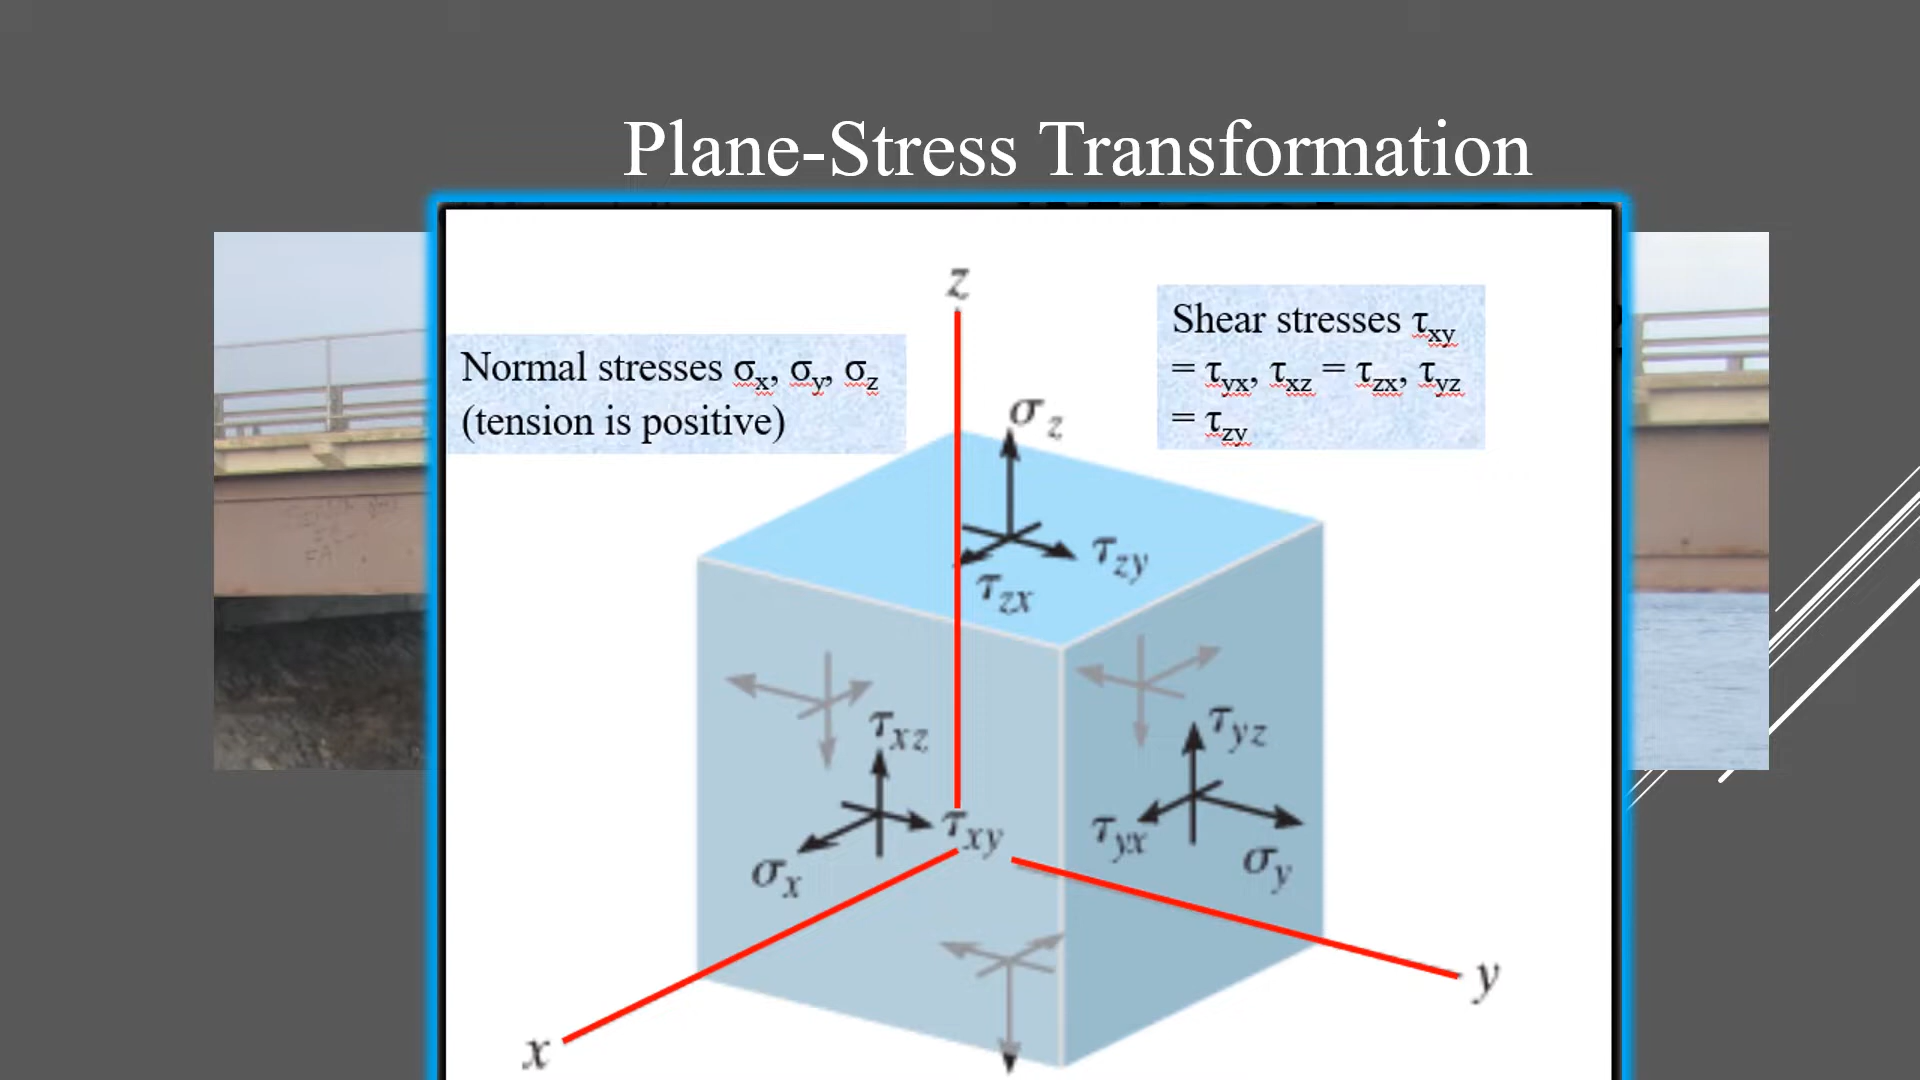 Plane-Stress Transformation
z
Normal stresses σx, σy, σz
(tension is positive)
Shear stresses τxy
= τyx, τxz = τzx, τyz
= τzy
σz
τzy
τzx
τxz
τxy
σx
τyz
τyx
σy
y
x